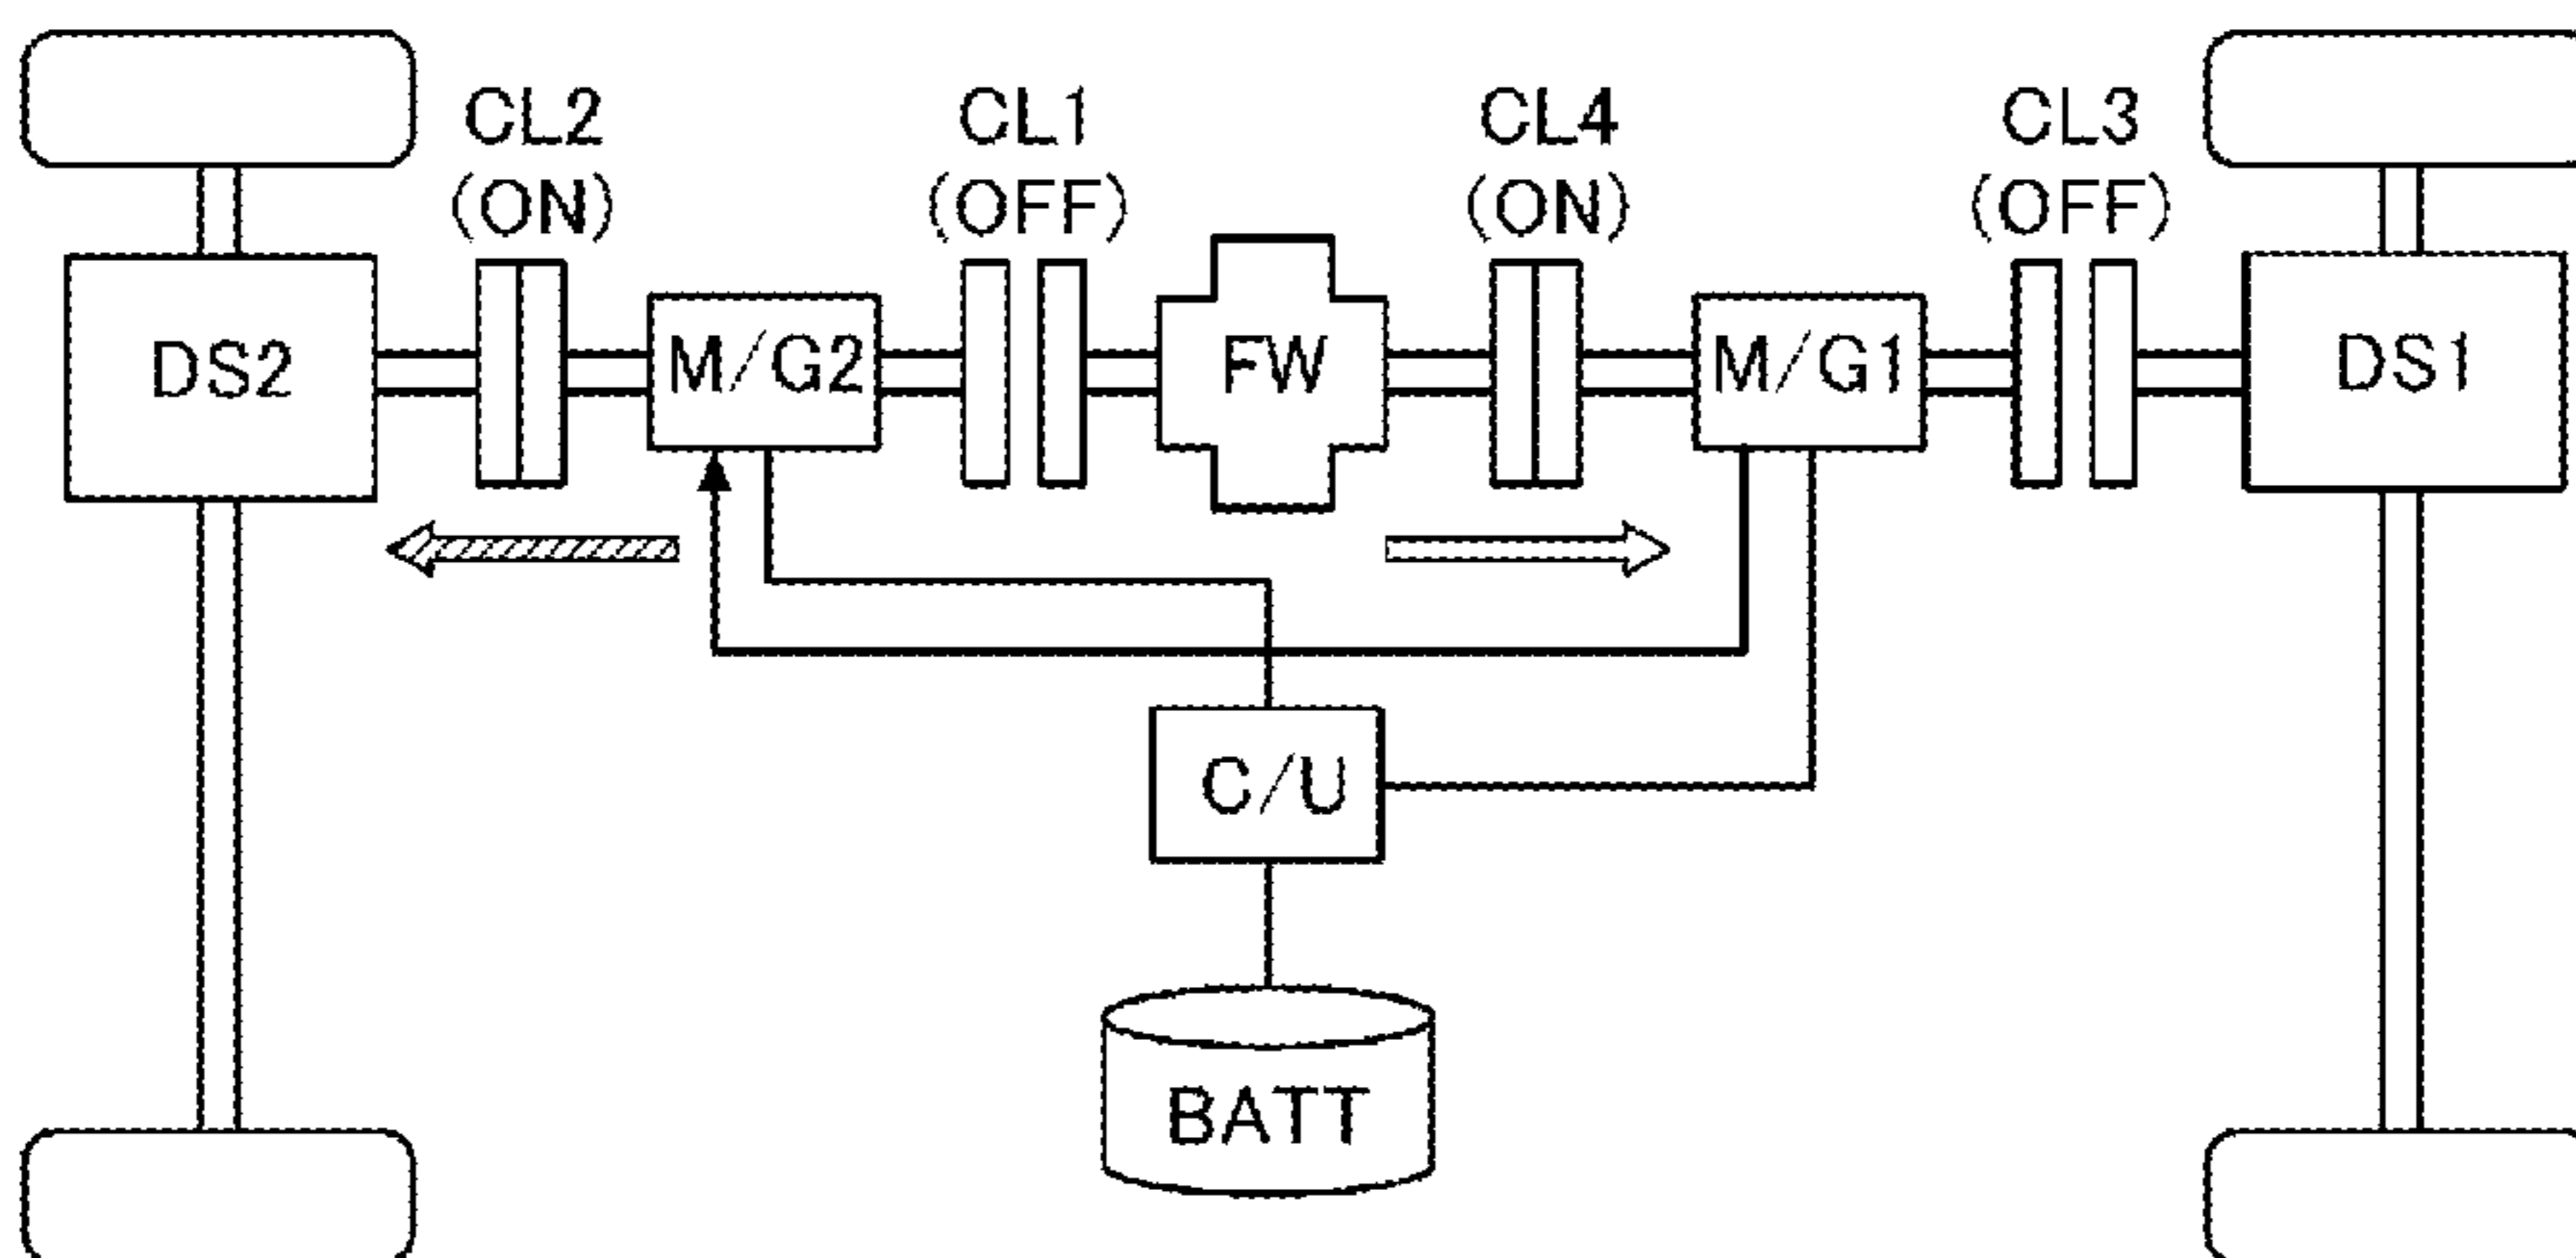 CL2
(ON)
CL1
(OFF)
CL4
(ON)
CL3
(OFF)
DS2
M/G2
FW
M/G1
DS1
C/U
BATT